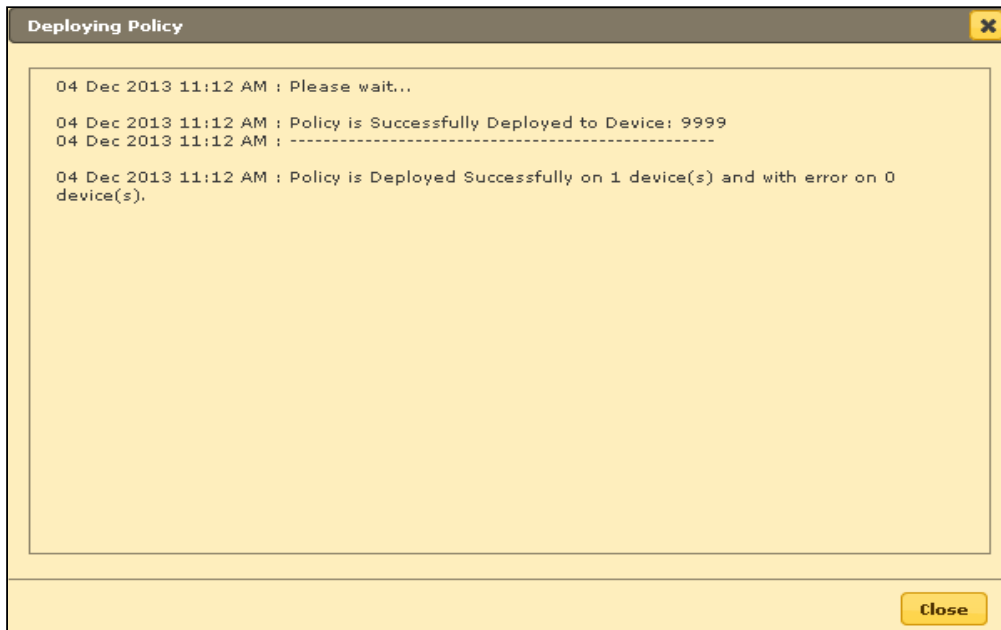 Deploying Policy
04 Dec 2013 11:12 AM : Please wait...
04 Dec 2013 11:12 AM : Policy is Successfully Deployed to Device: 9999
04 Dec 2013 11:12 AM : ---------------------------------------------------
04 Dec 2013 11:12 AM : Policy is Deployed Successfully on 1 device(s) and with error on 0
device(s).
Close